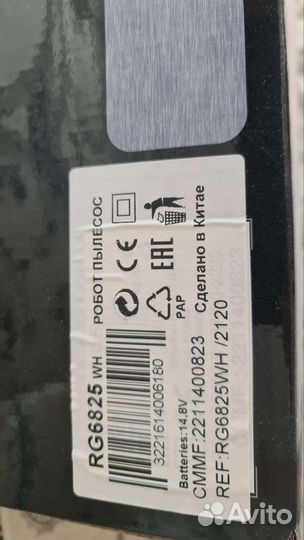 RG6825 WH РОБОТ ПЫЛЕСОС
3221614006180
CE
EAC
PAP
Batteries:14.8V
CMMF:2211400823 Сделано в Китае
REF:RG6825WH /2120
Avito